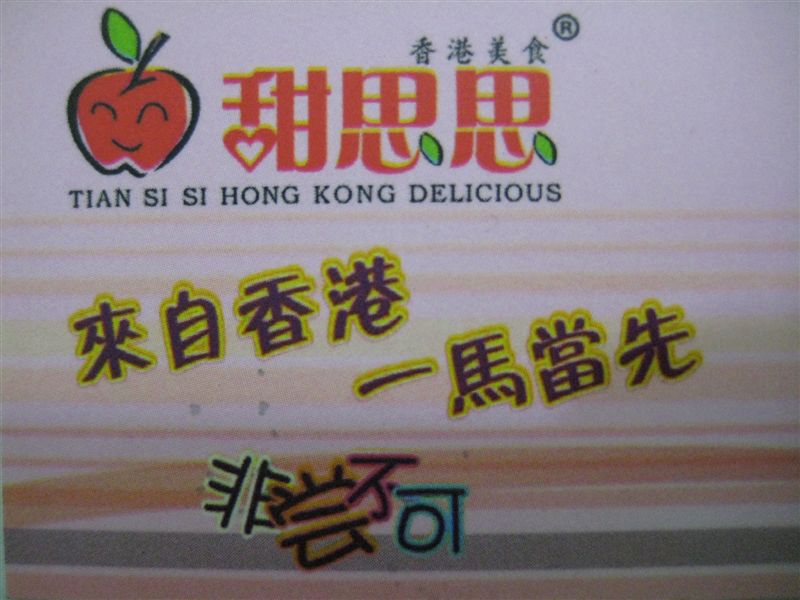 香港美食®
甜思思
TIAN SI SI HONG KONG DELICIOUS
來自香港
一馬當先
非尝不可